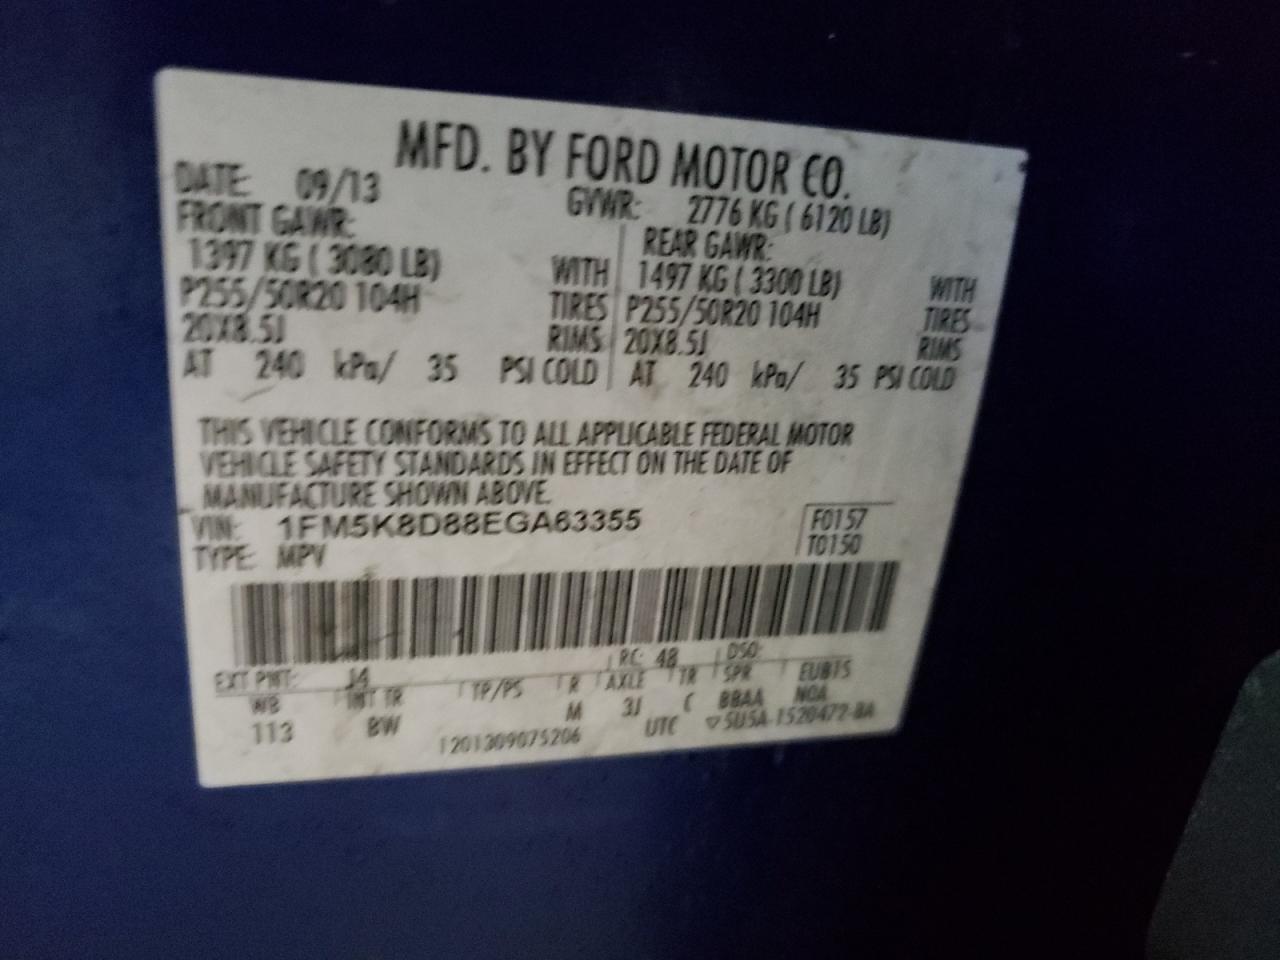 MFD. BY FORD MOTOR CO.
DATE: 09/13 GVWR: 2776 KG ( 6120 LB)
FRONT GAWR: REAR GAWR:
1397 KG ( 3080 LB) WITH 1497 KG ( 3300 LB) WITH
P255/50R20 104H TIRES P255/50R20 104H TIRES
20X8.5J RIMS 20X8.5J RIMS
AT 240 kPa/ 35 PSI COLD AT 240 kPa/ 35 PSI COLD
THIS VEHICLE CONFORMS TO ALL APPLICABLE FEDERAL MOTOR
VEHICLE SAFETY STANDARDS IN EFFECT ON THE DATE OF
MANUFACTURE SHOWN ABOVE.
VIN: 1FM5K8D88EGA63355 F0157
TYPE: MPV T0150
EXT PNT: J4 RC: 48 DSO:
WB INT TR TP/PS R AXLE TR SPR EUB15
113 BW M 3J C BBAA NOA
1201309075206 UTC ▽5U5A-1520472-BA